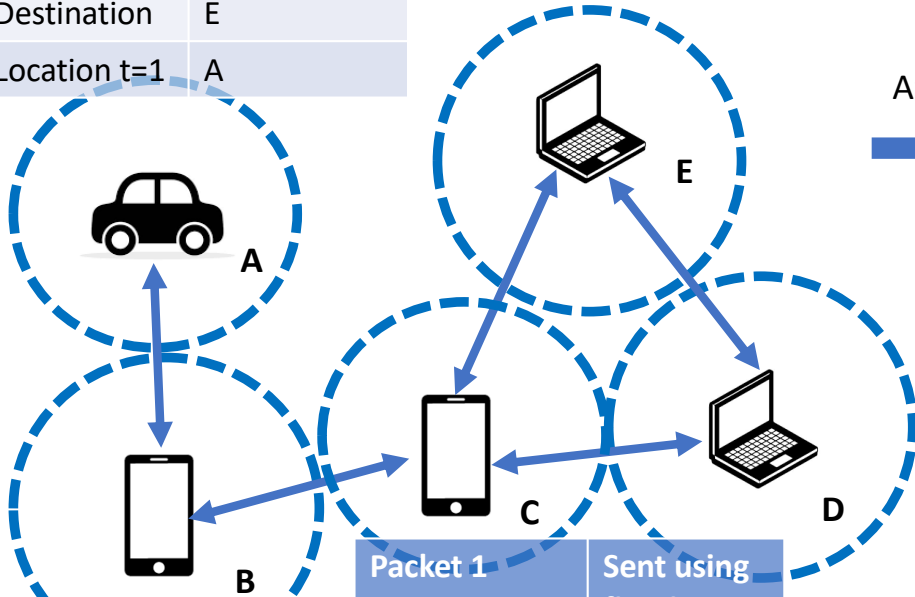 Destination E
Location t=1 A
A
E
A
C
D
B
Packet 1 Sent using